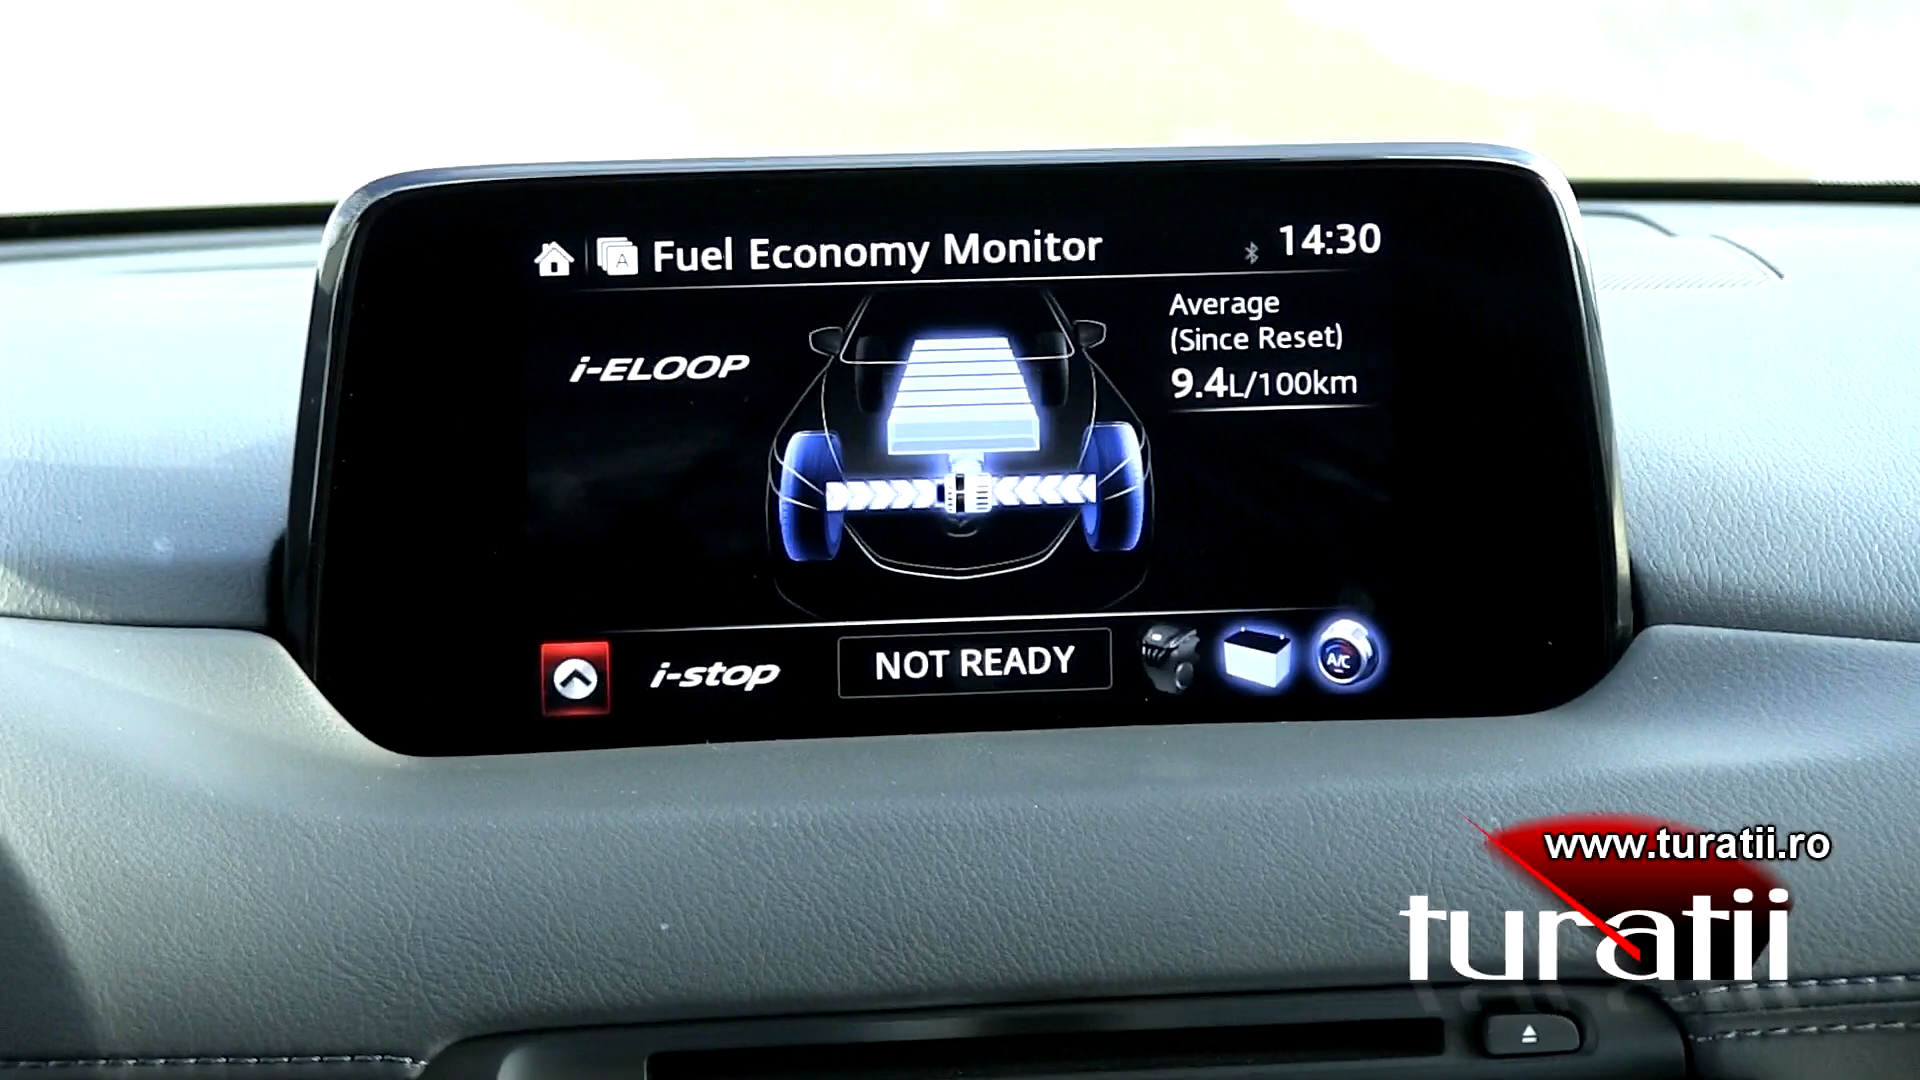 A
Fuel Economy Monitor
14:30
i-ELOOP
Average
(Since Reset)
9.4L/100km
i-stop
NOT READY
A/C
www.turatii.ro
turatii